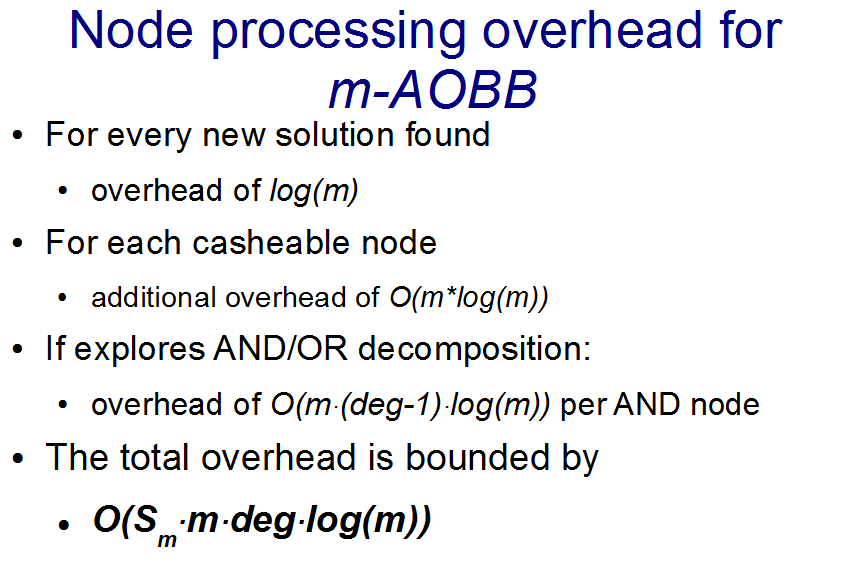 Node processing overhead for
m-AOBB
• For every new solution found
• overhead of log(m)
• For each casheable node
• additional overhead of O(m*log(m))
• If explores AND/OR decomposition:
• overhead of O(m·(deg-1)·log(m)) per AND node
• The total overhead is bounded by
• O(Sm·m·deg·log(m))